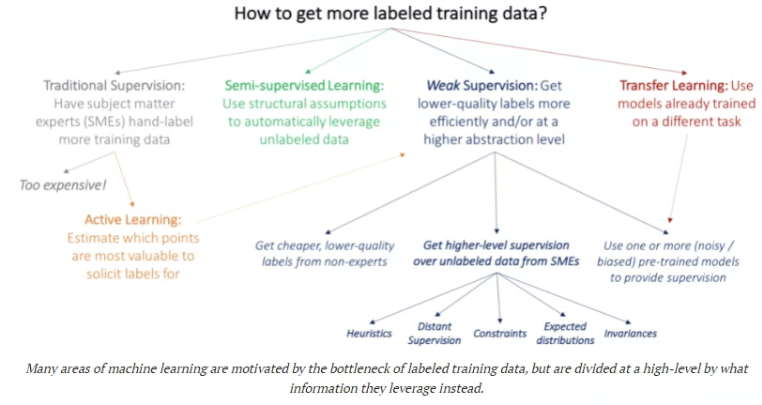 How to get more labeled training data?
Traditional Supervision:
Have subject matter
experts (SMEs) hand-label
more training data
Semi-supervised Learning:
Use structural assumptions
to automatically leverage
unlabeled data
Weak Supervision: Get
lower-quality labels more
efficiently and/or at a
higher abstraction level
Transfer Learning: Use
models already trained
on a different task
Too expensive!
Active Learning:
Estimate which points
are most valuable to
solicit labels for
Get cheaper, lower-quality
labels from non-experts
Get higher-level supervision
over unlabeled data from SMEs
Use one or more (noisy /
biased) pre-trained models
to provide supervision
Heuristics
Distant
Supervision
Constraints
Expected
distributions
Invariances
Many areas of machine learning are motivated by the bottleneck of labeled training data, but are divided at a high-level by what
information they leverage instead.